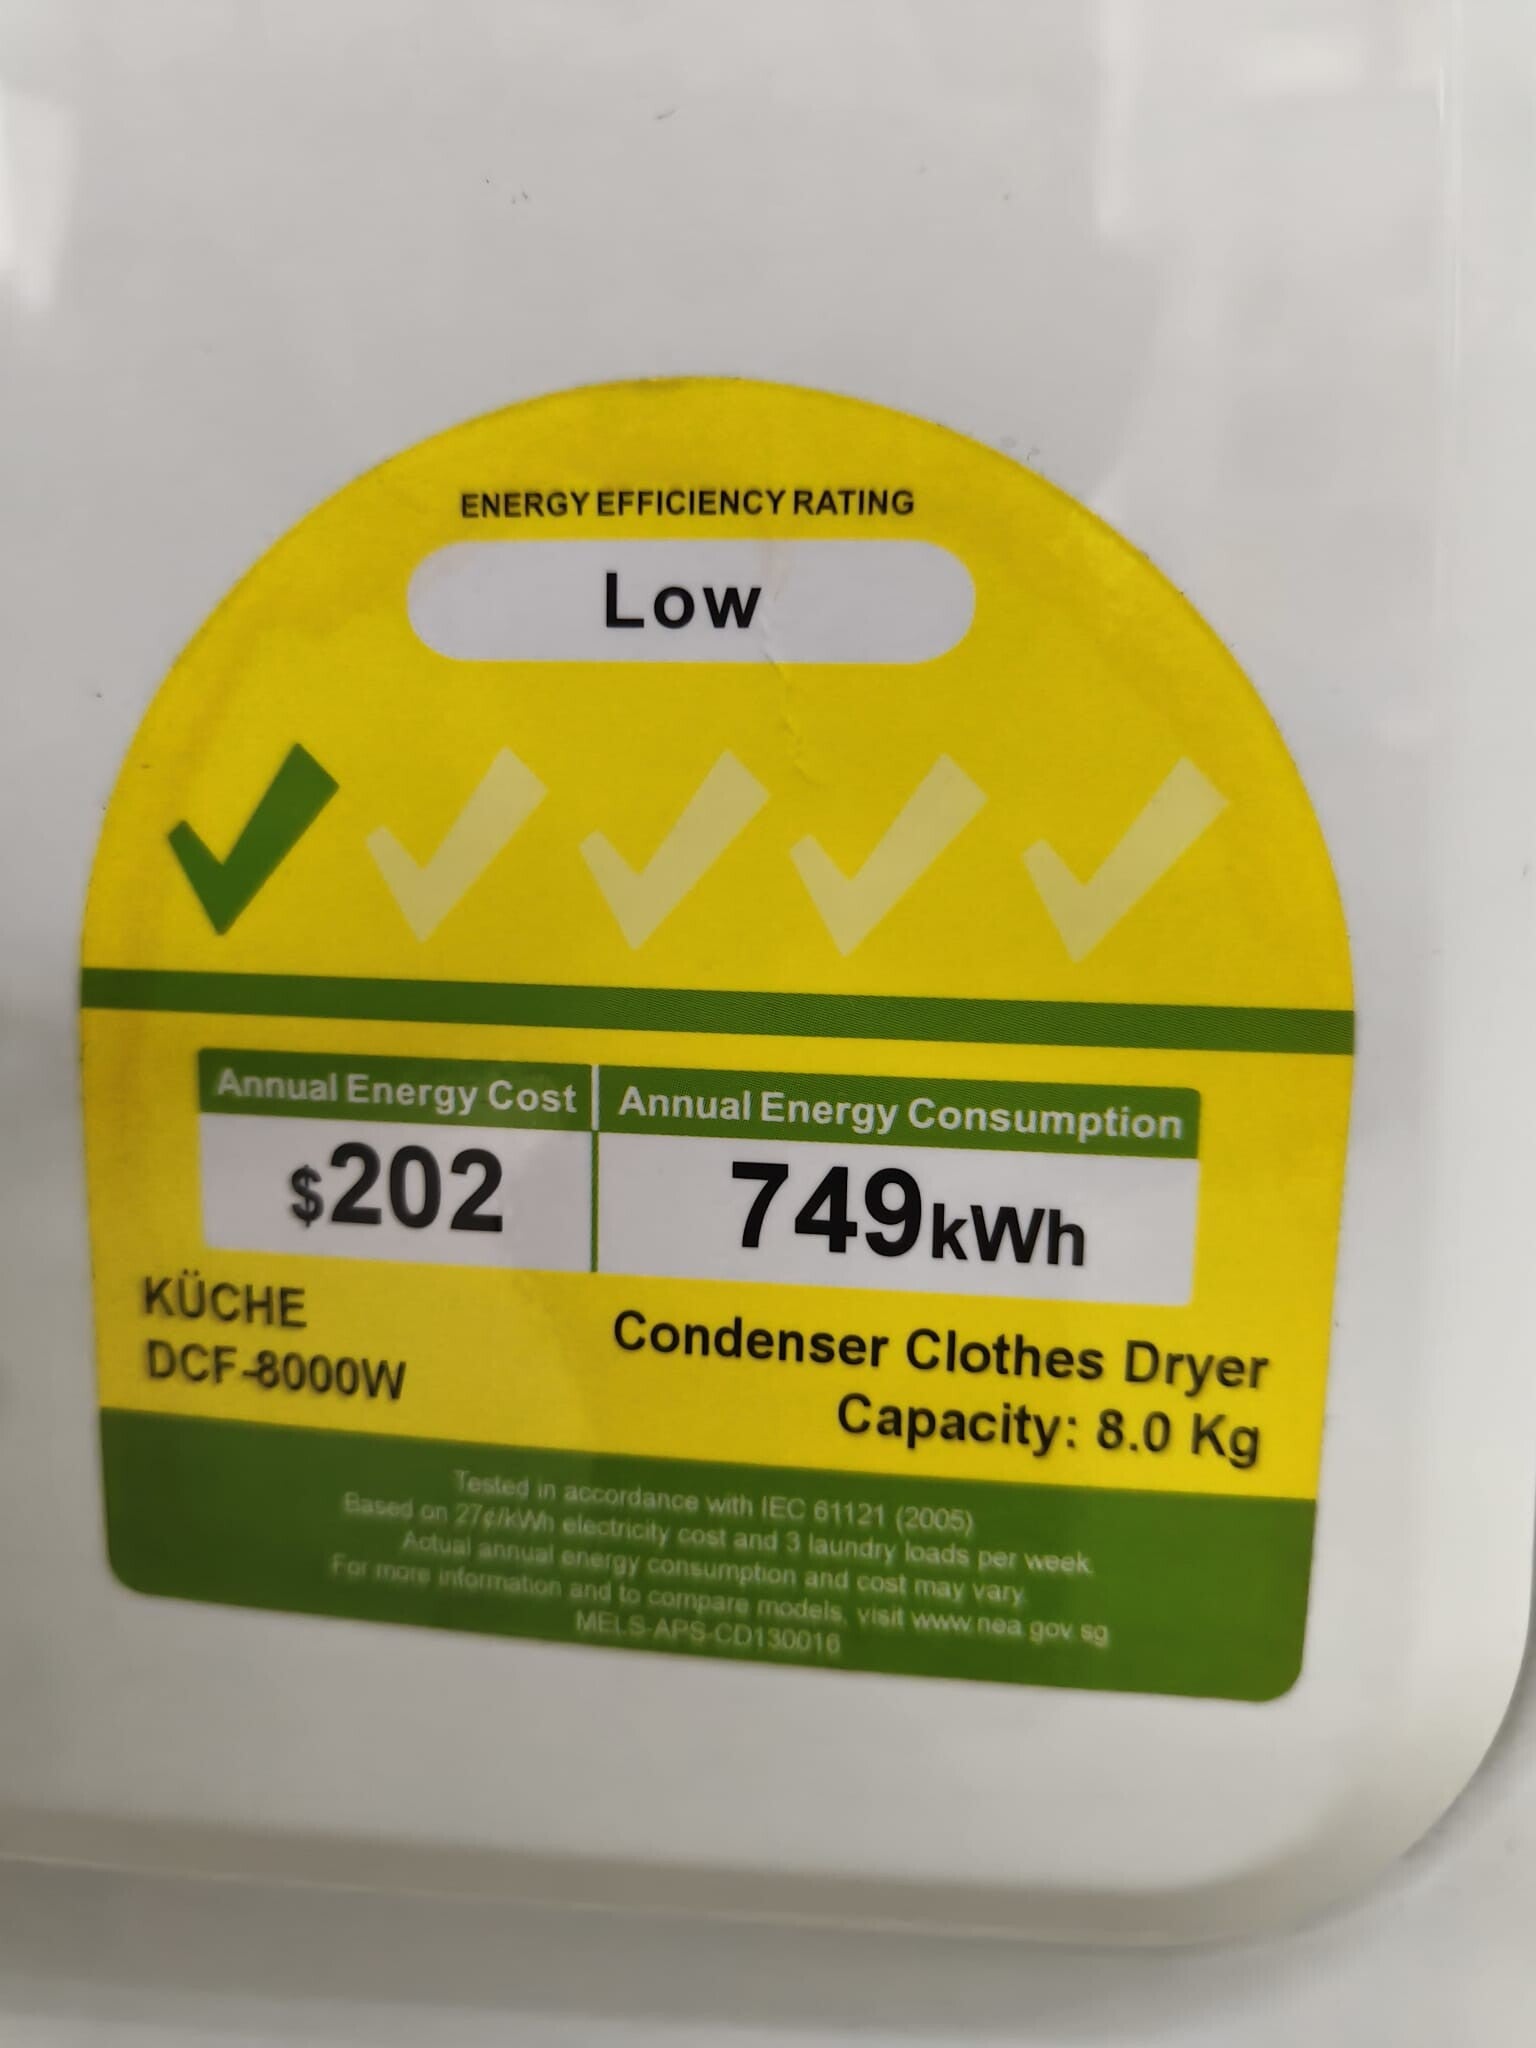 ENERGY EFFICIENCY RATING
Low
Annual Energy Cost
Annual Energy Consumption
$202
749kWh
KÜCHE
DCF-8000W
Condenser Clothes Dryer
Capacity: 8.0 Kg
Tested in accordance with IEC 61121 (2005)
Based on 27¢/kWh electricity cost and 3 laundry loads per week.
Actual annual energy consumption and cost may vary.
For more information and to compare models, visit www.nea.gov.sg
MELS-APS-CD130016